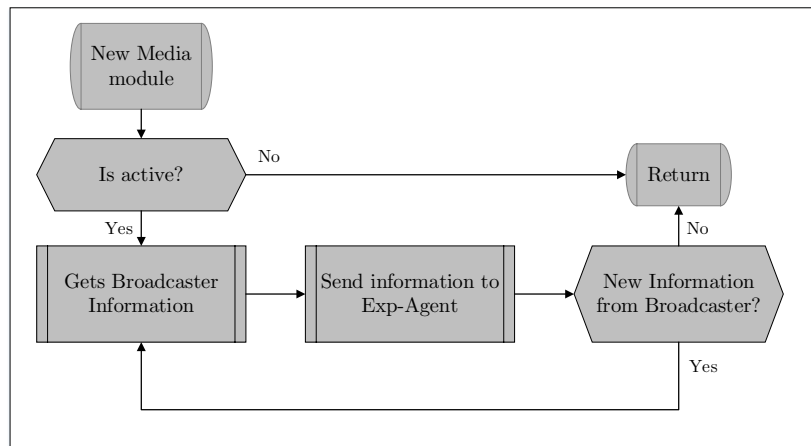 New Media
module
Is active?
No
Return
Yes
No
Gets Broadcaster
Information
Send information to
Exp-Agent
New Information
from Broadcaster?
Yes